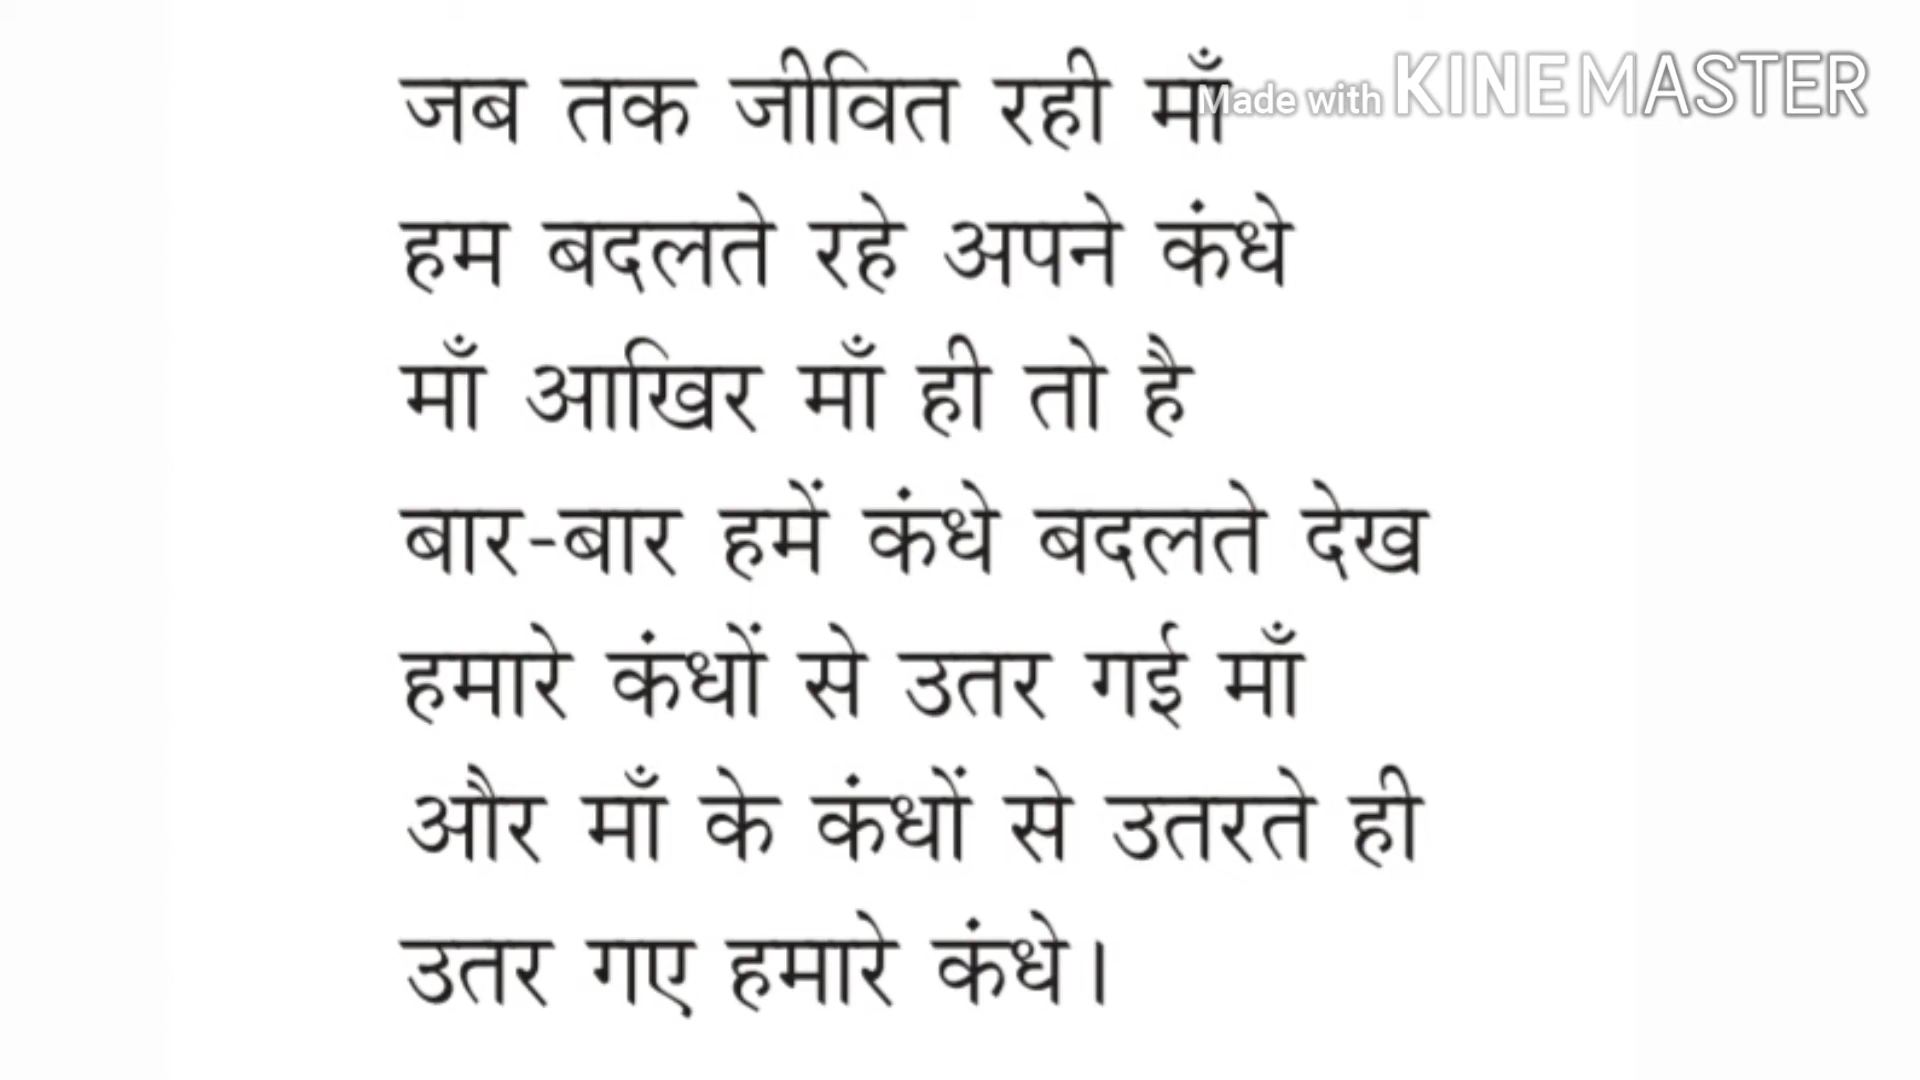 जब तक जीवित रही माँ
Made with KINEMASTER
हम बदलते रहे अपने कंधे
माँ आखिर माँ ही तो है
बार-बार हमें कंधे बदलते देख
हमारे कंधों से उतर गई माँ
और माँ के कंधों से उतरते ही
उतर गए हमारे कंधे।